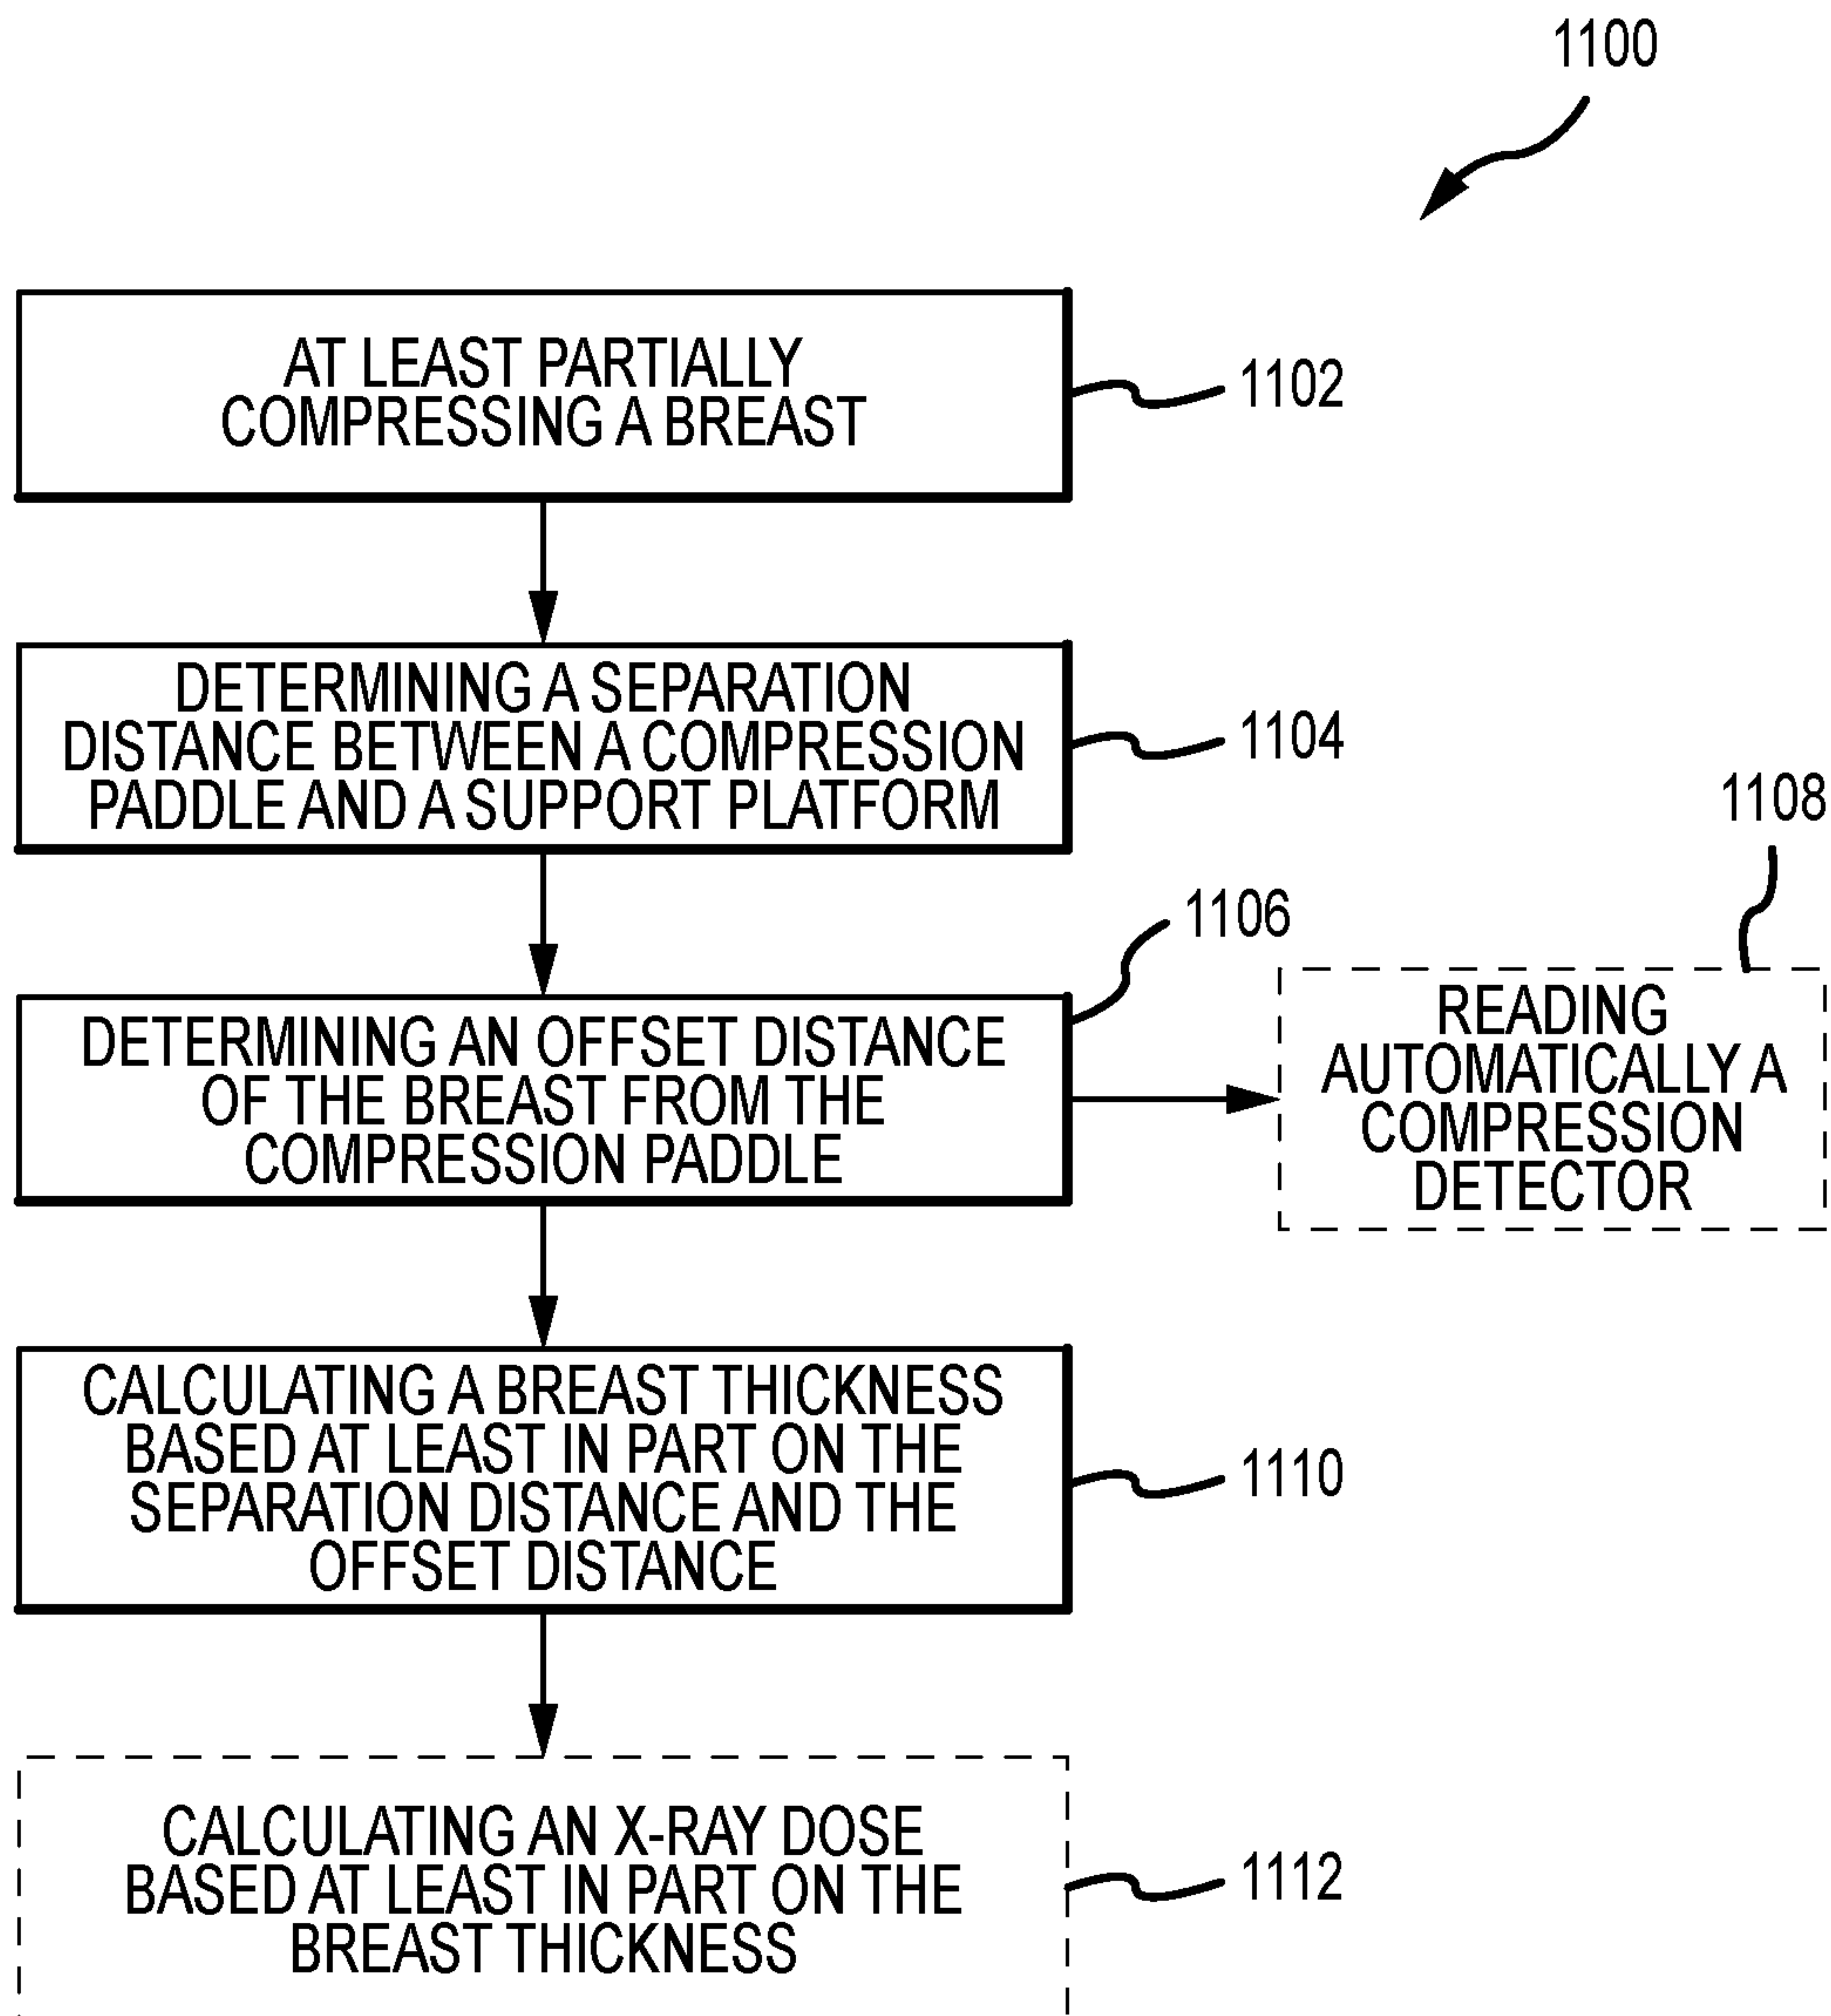 1100
AT LEAST PARTIALLY
COMPRESSING A BREAST
1102
DETERMINING A SEPARATION
DISTANCE BETWEEN A COMPRESSION
PADDLE AND A SUPPORT PLATFORM
1104
DETERMINING AN OFFSET DISTANCE
OF THE BREAST FROM THE
COMPRESSION PADDLE
1106
READING
AUTOMATICALLY A
COMPRESSION
DETECTOR
1108
CALCULATING A BREAST THICKNESS
BASED AT LEAST IN PART ON THE
SEPARATION DISTANCE AND THE
OFFSET DISTANCE
1110
CALCULATING AN X-RAY DOSE
BASED AT LEAST IN PART ON THE
BREAST THICKNESS
1112